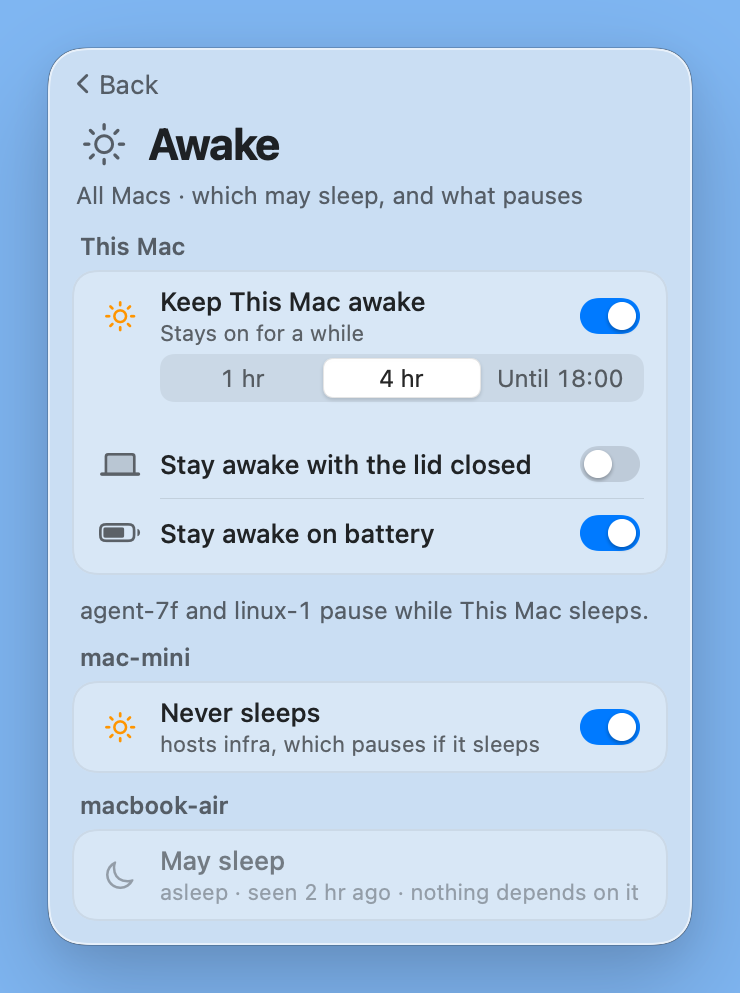 Back
Awake
All Macs · which may sleep, and what pauses
This Mac
Keep This Mac awake
Stays on for a while
1 hr 4 hr Until 18:00
Stay awake with the lid closed
Stay awake on battery
agent-7f and linux-1 pause while This Mac sleeps.
mac-mini
Never sleeps
hosts infra, which pauses if it sleeps
macbook-air
May sleep
asleep · seen 2 hr ago · nothing depends on it